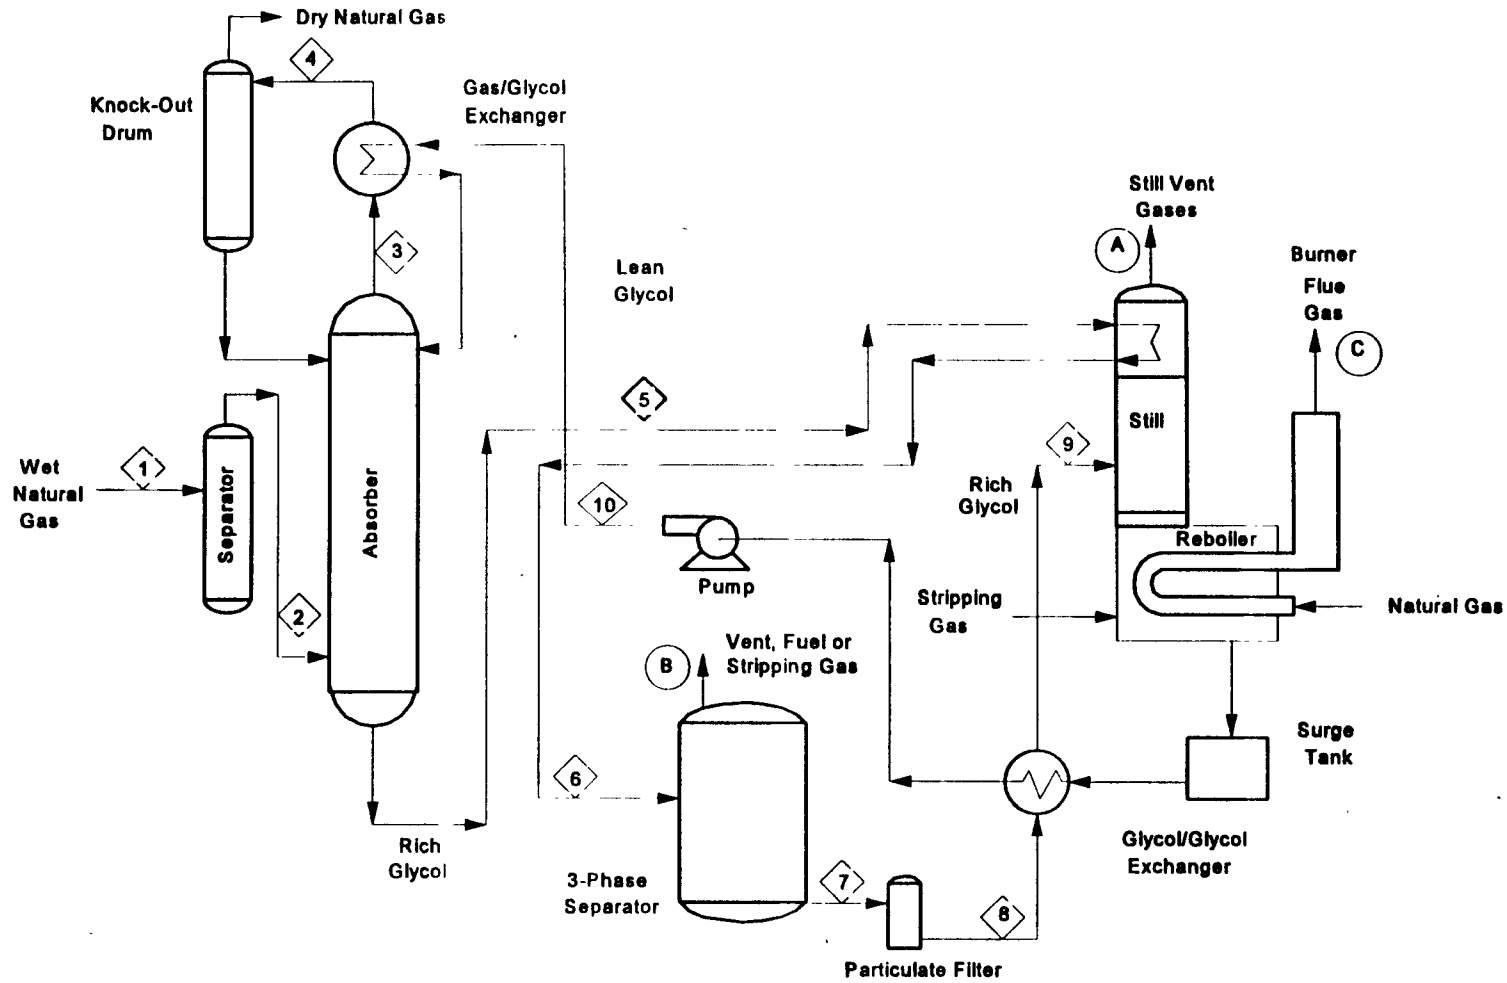 Dry Natural Gas
4
Knock-Out
Drum
Gas/Glycol
Exchanger
3
Still Vent
Gases
A
Burner
Flue
Gas
C
Lean
Glycol
5
Still
9
Rich
Glycol
Wet
Natural
Gas
1
Separator
Absorber
10
Pump
Reboiler
Stripping
Gas
Natural Gas
2
B
Vent, Fuel or
Stripping Gas
Surge
Tank
6
Rich
Glycol
3-Phase
Separator
7
8
Glycol/Glycol
Exchanger
Particulate Filter